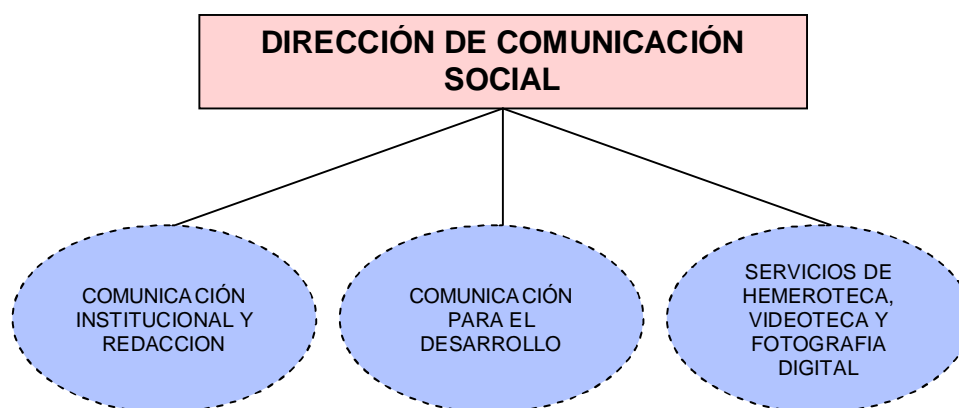 DIRECCIÓN DE COMUNICACIÓN
SOCIAL
COMUNICACIÓN
INSTITUCIONAL Y
REDACCION
COMUNICACIÓN
PARA EL
DESARROLLO
SERVICIOS DE
HEMEROTECA,
VIDEOTECA Y
FOTOGRAFIA
DIGITAL